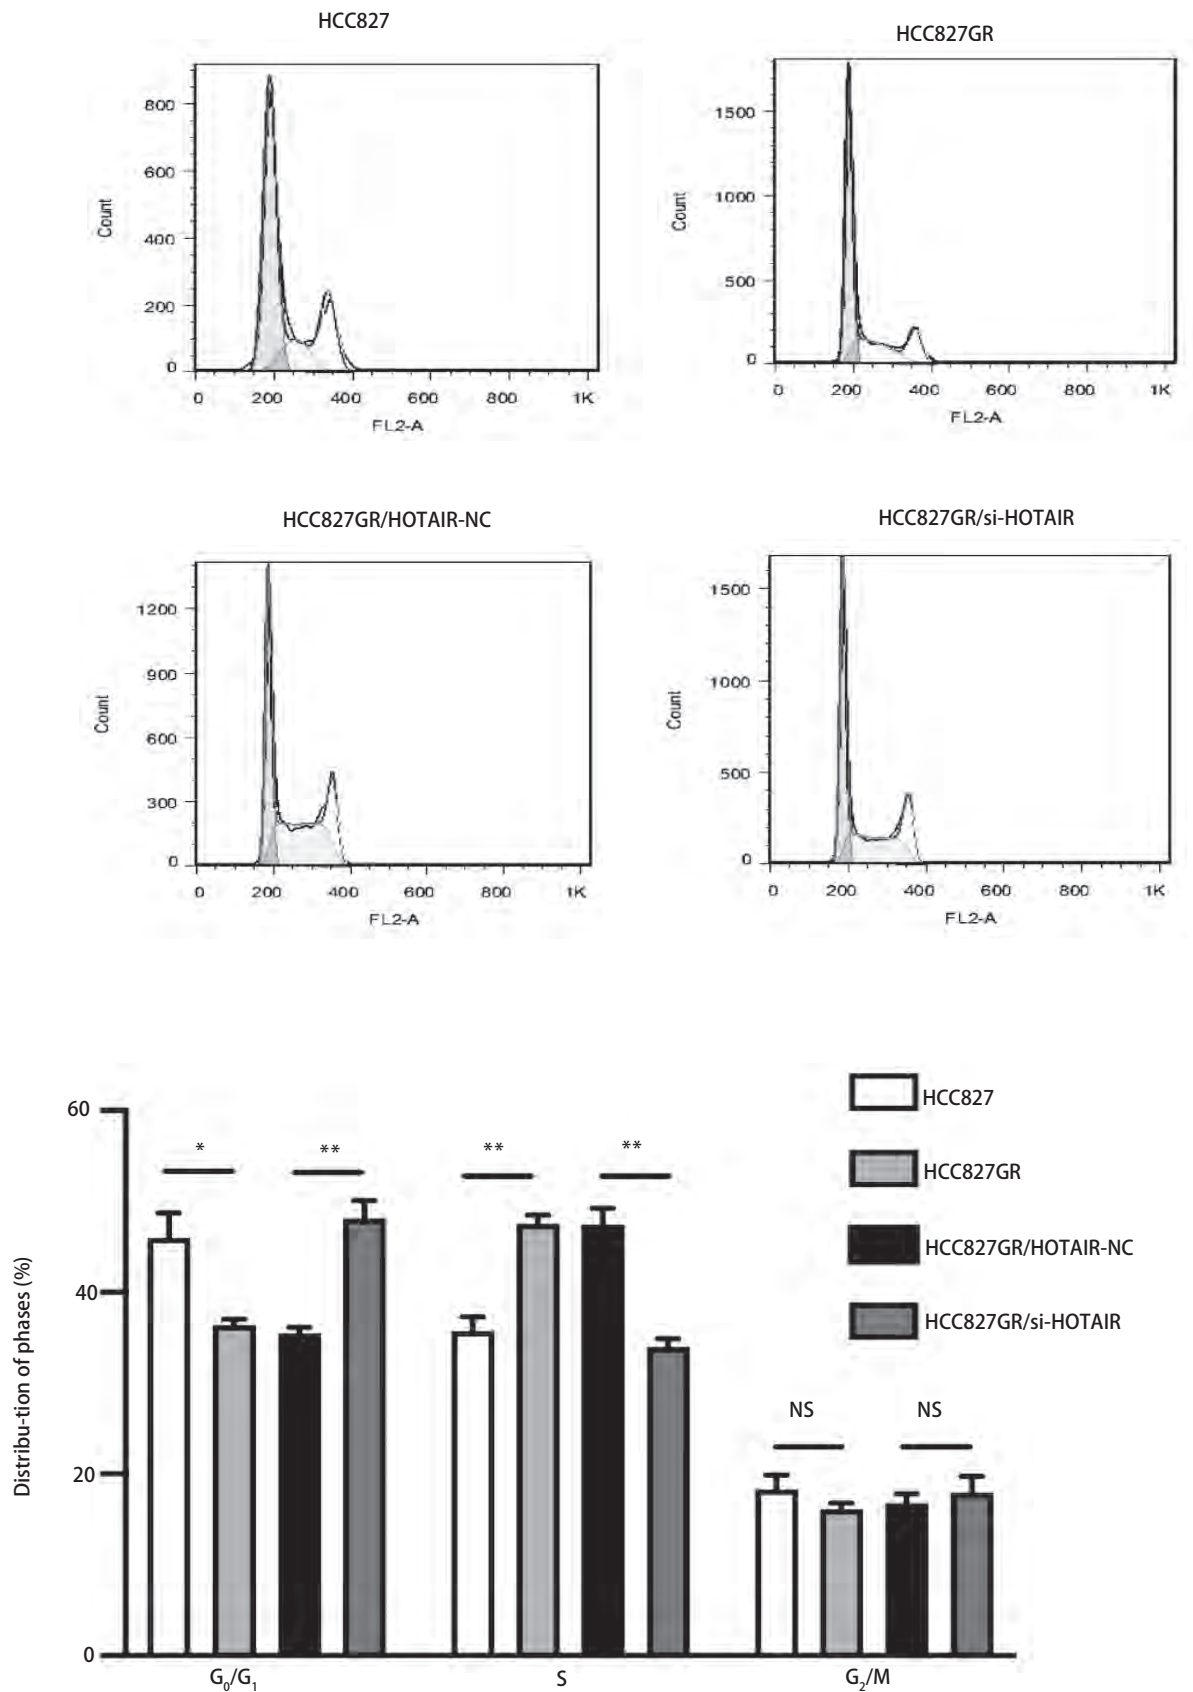 HCC827
HCC827GR
800
600
400
200
0
Count
0 200 400 600 800 1K
FL2-A
1500
1000
500
0
Count
0 200 400 600 800 1K
FL2-A
HCC827GR/HOTAIR-NC
HCC827GR/si-HOTAIR
1200
900
600
300
0
Count
0 200 400 600 800 1K
FL2-A
1500
1000
500
0
Count
0 200 400 600 800 1K
FL2-A
60
40
20
0
Distribu-tion of phases (%)
* ** ** **
NS NS
G₀/G₁ S G₂/M
HCC827
HCC827GR
HCC827GR/HOTAIR-NC
HCC827GR/si-HOTAIR